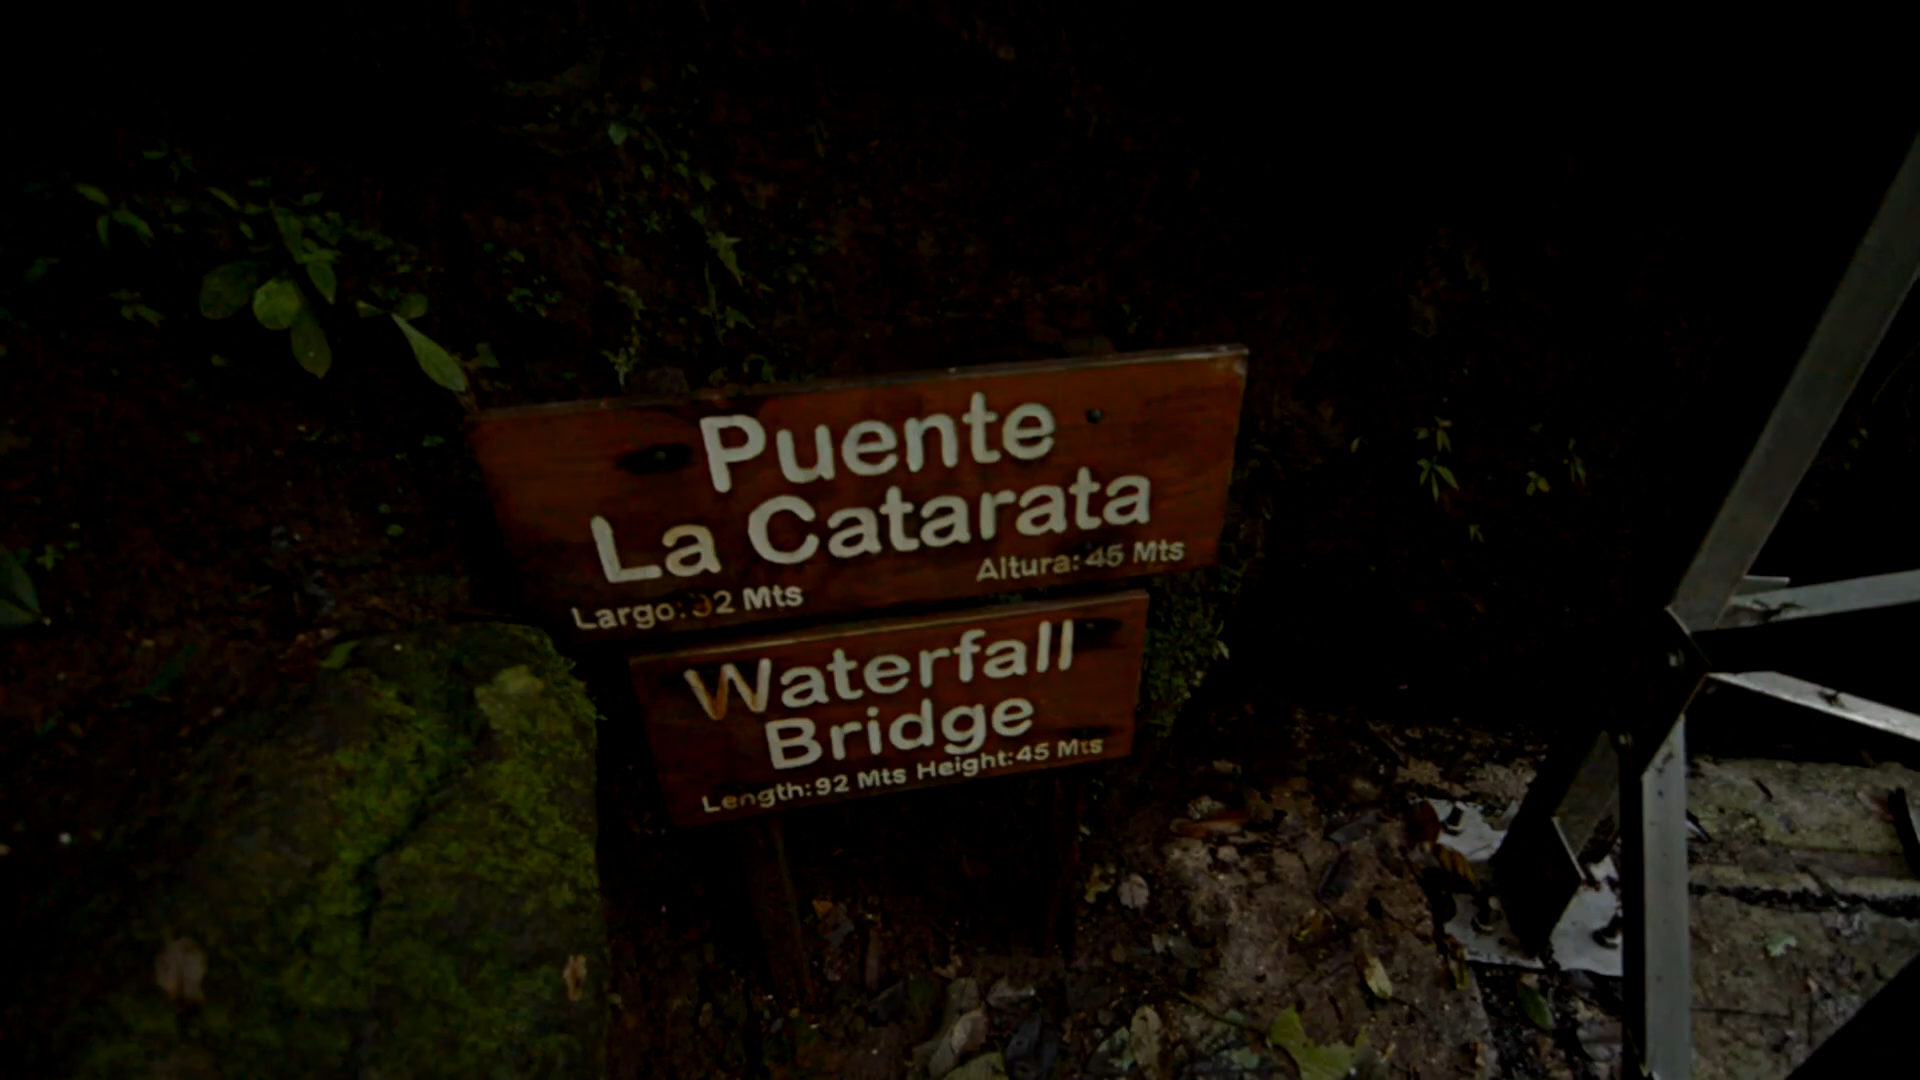 Puente
La Catarata
Largo: 92 Mts Altura: 45 Mts
Waterfall
Bridge
Length:92 Mts Height:45 Mts